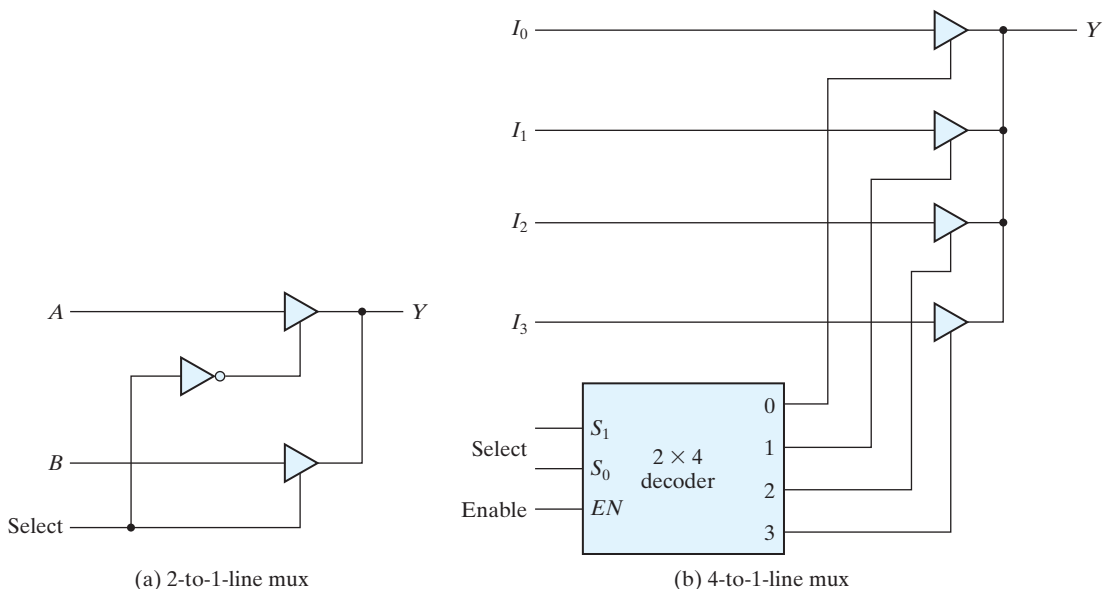 A
Y
B
Select
(a) 2-to-1-line mux
I0
Y
I1
I2
I3
Select
Enable
S1
S0
EN
2 × 4
decoder
0
1
2
3
(b) 4-to-1-line mux